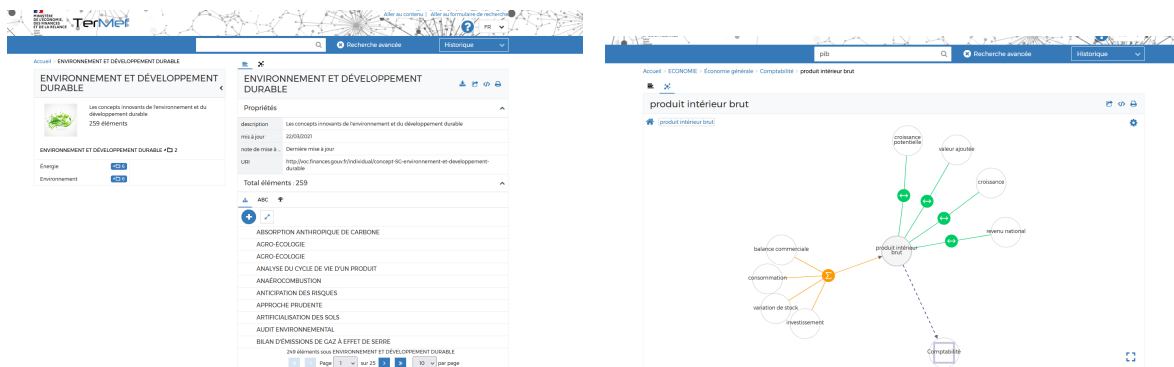 MINISTÈRE
DE L'ÉCONOMIE,
DES FINANCES
ET DE LA RELANCE
TerMef
Aller au contenu | Aller au formulaire de recherche
? FR
Recherche avancée
Historique
Accueil > ENVIRONNEMENT ET DÉVELOPPEMENT DURABLE
ENVIRONNEMENT ET DÉVELOPPEMENT
DURABLE
Les concepts innovants de l'environnement et du
développement durable
259 éléments
ENVIRONNEMENT ET DÉVELOPPEMENT DURABLE 2
Énergie 6
Environnement 6
ENVIRONNEMENT ET DÉVELOPPEMENT
DURABLE
Propriétés
description Les concepts innovants de l'environnement et du développement durable
mis à jour 22/03/2021
note de mise à ... Dernière mise à jour
URI http://xoc.finances.gouv.fr/individual/concept-SC-environnement-et-developpement-
durable
Total éléments : 259
ABC
ABSORPTION ANTHROPIQUE DE CARBONE
AGRO-ÉCOLOGIE
AGRO-ÉCOLOGIE
ANALYSE DU CYCLE DE VIE D'UN PRODUIT
ANAÉROCOMBUSTION
ANTICIPATION DES RISQUES
APPROCHE PRUDENTE
ARTIFICIALISATION DES SOLS
AUDIT ENVIRONNEMENTAL
BILAN D'ÉMISSIONS DE GAZ À EFFET DE SERRE
249 éléments sous ENVIRONNEMENT ET DÉVELOPPEMENT DURABLE
Page 1 sur 25 10 par page
pib
Recherche avancée
Historique
Accueil > ECONOMIE > Économie générale > Comptabilité > produit intérieur brut
produit intérieur brut
produit intérieur brut
croissance
potentielle
valeur ajoutée
croissance
revenu national
produit intérieur
brut
balance commerciale
consommation
Σ
variation de stock
investissement
Comptabilité